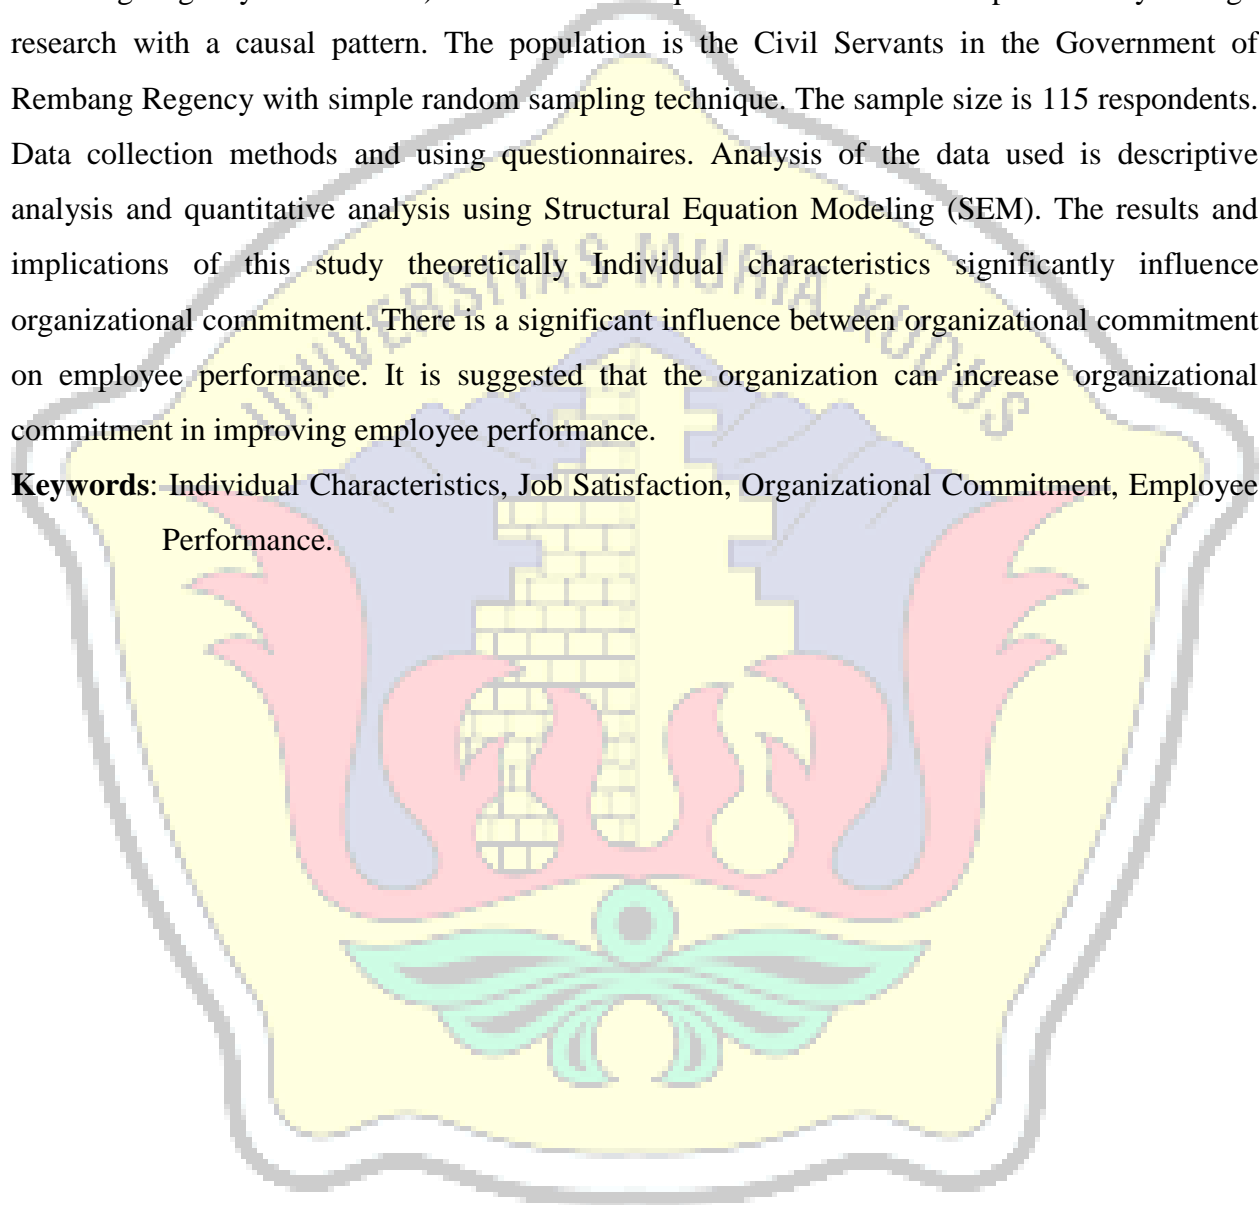 research with a causal pattern. The population is the Civil Servants in the Government of
Rembang Regency with simple random sampling technique. The sample size is 115 respondents.
Data collection methods and using questionnaires. Analysis of the data used is descriptive
analysis and quantitative analysis using Structural Equation Modeling (SEM). The results and
implications of this study theoretically Individual characteristics significantly influence
organizational commitment. There is a significant influence between organizational commitment
on employee performance. It is suggested that the organization can increase organizational
commitment in improving employee performance.
Keywords: Individual Characteristics, Job Satisfaction, Organizational Commitment, Employee
Performance.
UNIVERSITAS MURIA KUDUS